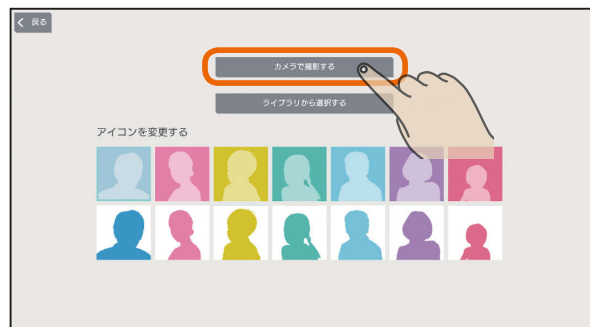 戻る
カメラで撮影する
ライブラリから選択する
アイコンを変更する